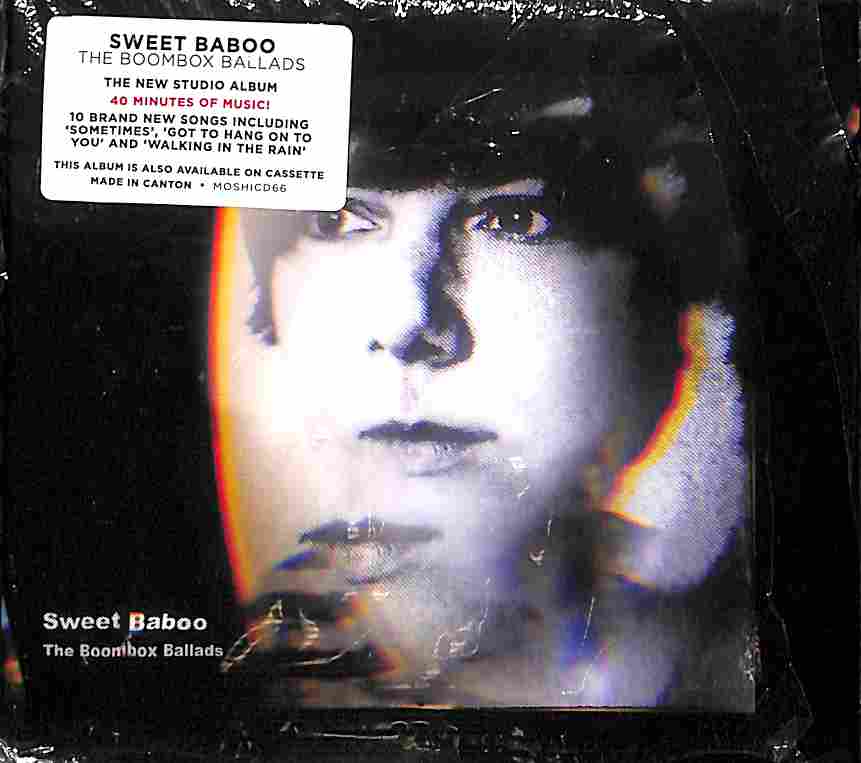 SWEET BABOO
THE BOOMBOX BALLADS
THE NEW STUDIO ALBUM
40 MINUTES OF MUSIC!
10 BRAND NEW SONGS INCLUDING
'SOMETIMES', 'GOT TO HANG ON TO
YOU' AND 'WALKING IN THE RAIN'
THIS ALBUM IS ALSO AVAILABLE ON CASSETTE
MADE IN CANTON • MOSHICD66
Sweet Baboo
The Boombox Ballads